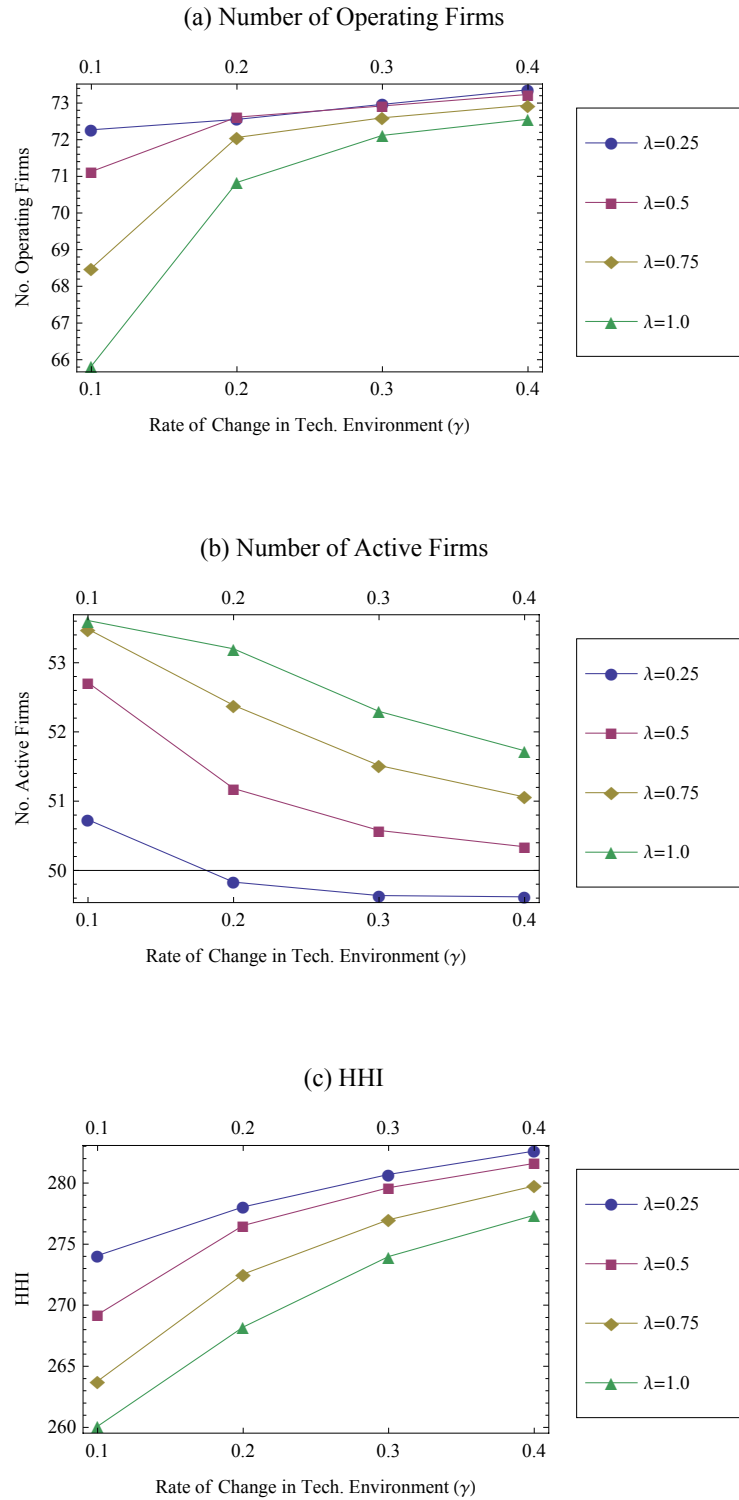 (a) Number of Operating Firms
0.1 0.2 0.3 0.4
73
72
71
70
69
68
67
66
No. Operating Firms
0.1 0.2 0.3 0.4
Rate of Change in Tech. Environment (γ)
λ=0.25
λ=0.5
λ=0.75
λ=1.0
(b) Number of Active Firms
0.1 0.2 0.3 0.4
53
52
51
50
No. Active Firms
0.1 0.2 0.3 0.4
Rate of Change in Tech. Environment (γ)
λ=0.25
λ=0.5
λ=0.75
λ=1.0
(c) HHI
0.1 0.2 0.3 0.4
280
275
270
265
260
HHI
0.1 0.2 0.3 0.4
Rate of Change in Tech. Environment (γ)
λ=0.25
λ=0.5
λ=0.75
λ=1.0